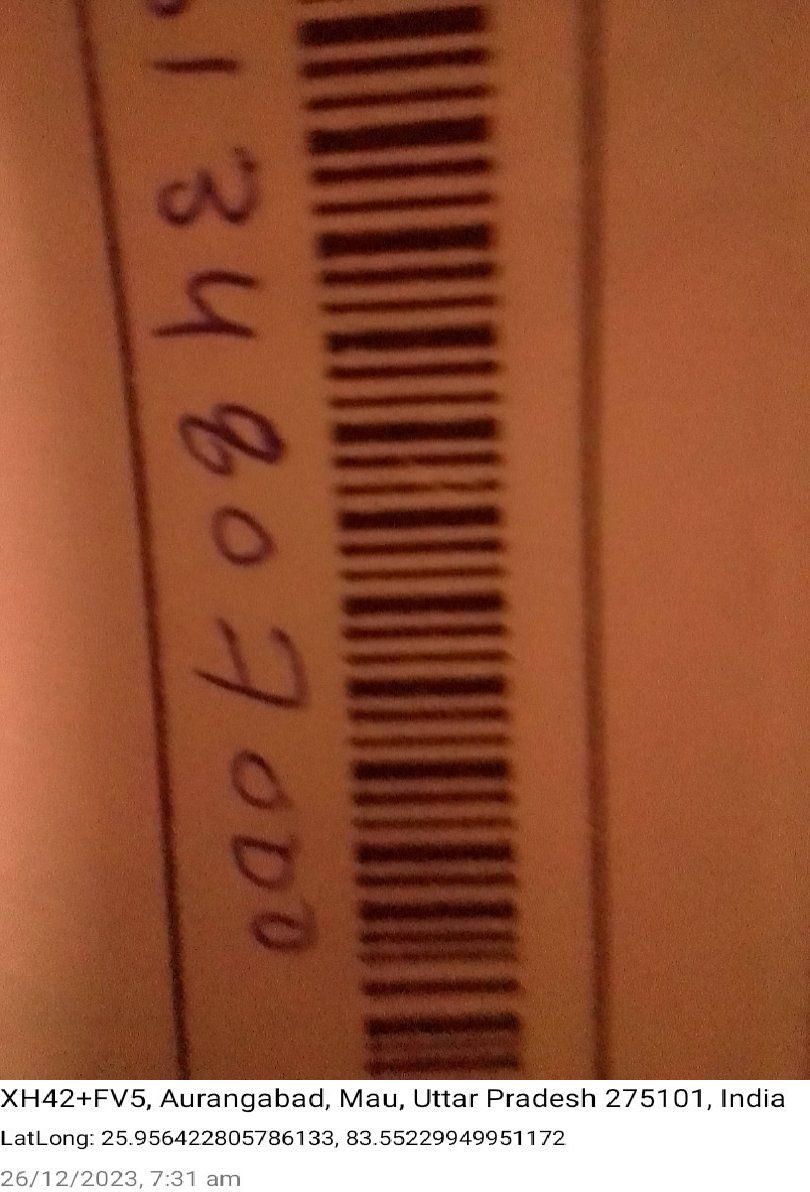 134807000
XH42+FV5, Aurangabad, Mau, Uttar Pradesh 275101, India
LatLong: 25.956422805786133, 83.55229949951172
26/12/2023, 7:31 am